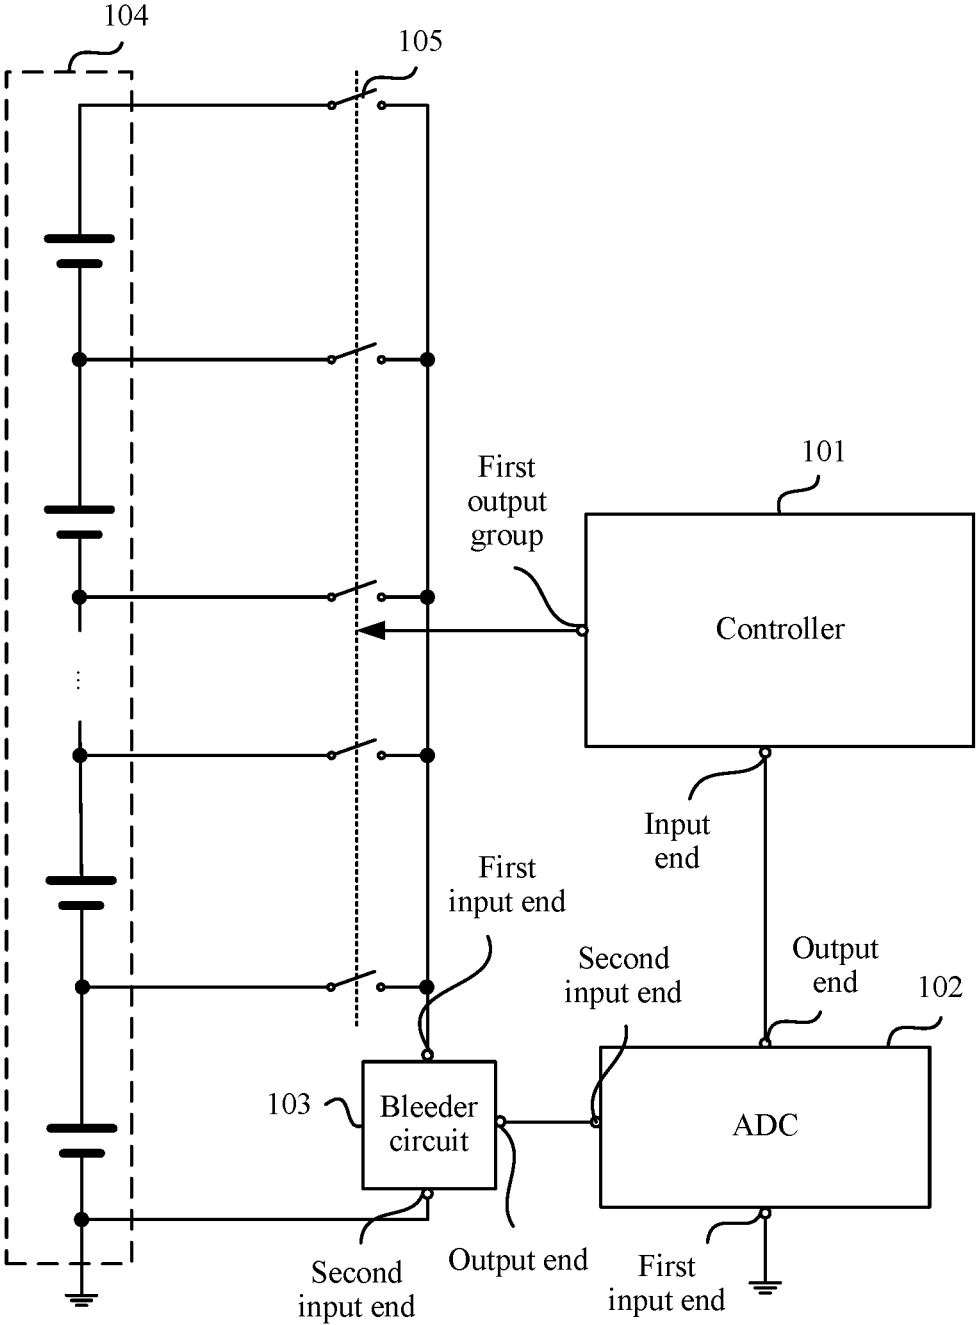 104
105
101
First
output
group
Controller
...
Input
end
First
input end
Second
input end
Output
end
102
103
Bleeder
circuit
ADC
Second
input end
Output end
First
input end